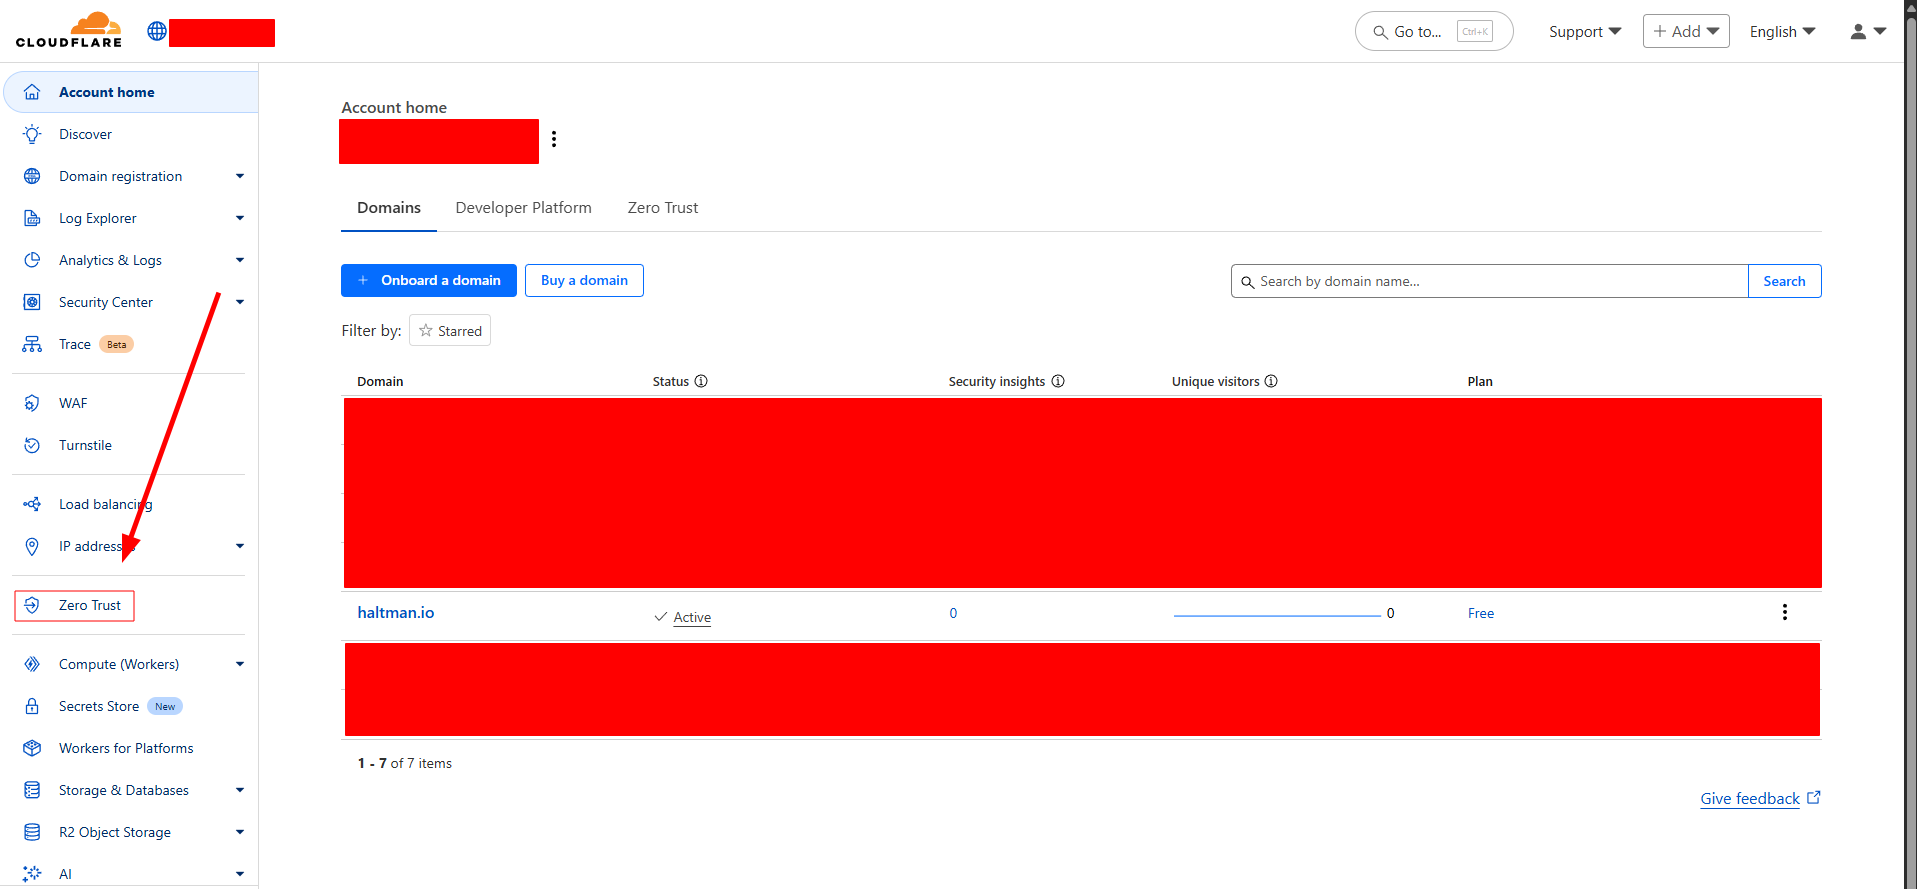 CLOUDFLARE
Go to... Ctrl+K
Support
+ Add
English
Account home
Discover
Domain registration
Log Explorer
Analytics & Logs
Security Center
Trace Beta
WAF
Turnstile
Load balancing
IP addresses
Zero Trust
Compute (Workers)
Secrets Store New
Workers for Platforms
Storage & Databases
R2 Object Storage
AI
Account home
Domains Developer Platform Zero Trust
+ Onboard a domain Buy a domain
Search by domain name... Search
Filter by: Starred
Domain Status Security insights Unique visitors Plan
haltman.io Active 0 0 Free
1 - 7 of 7 items
Give feedback